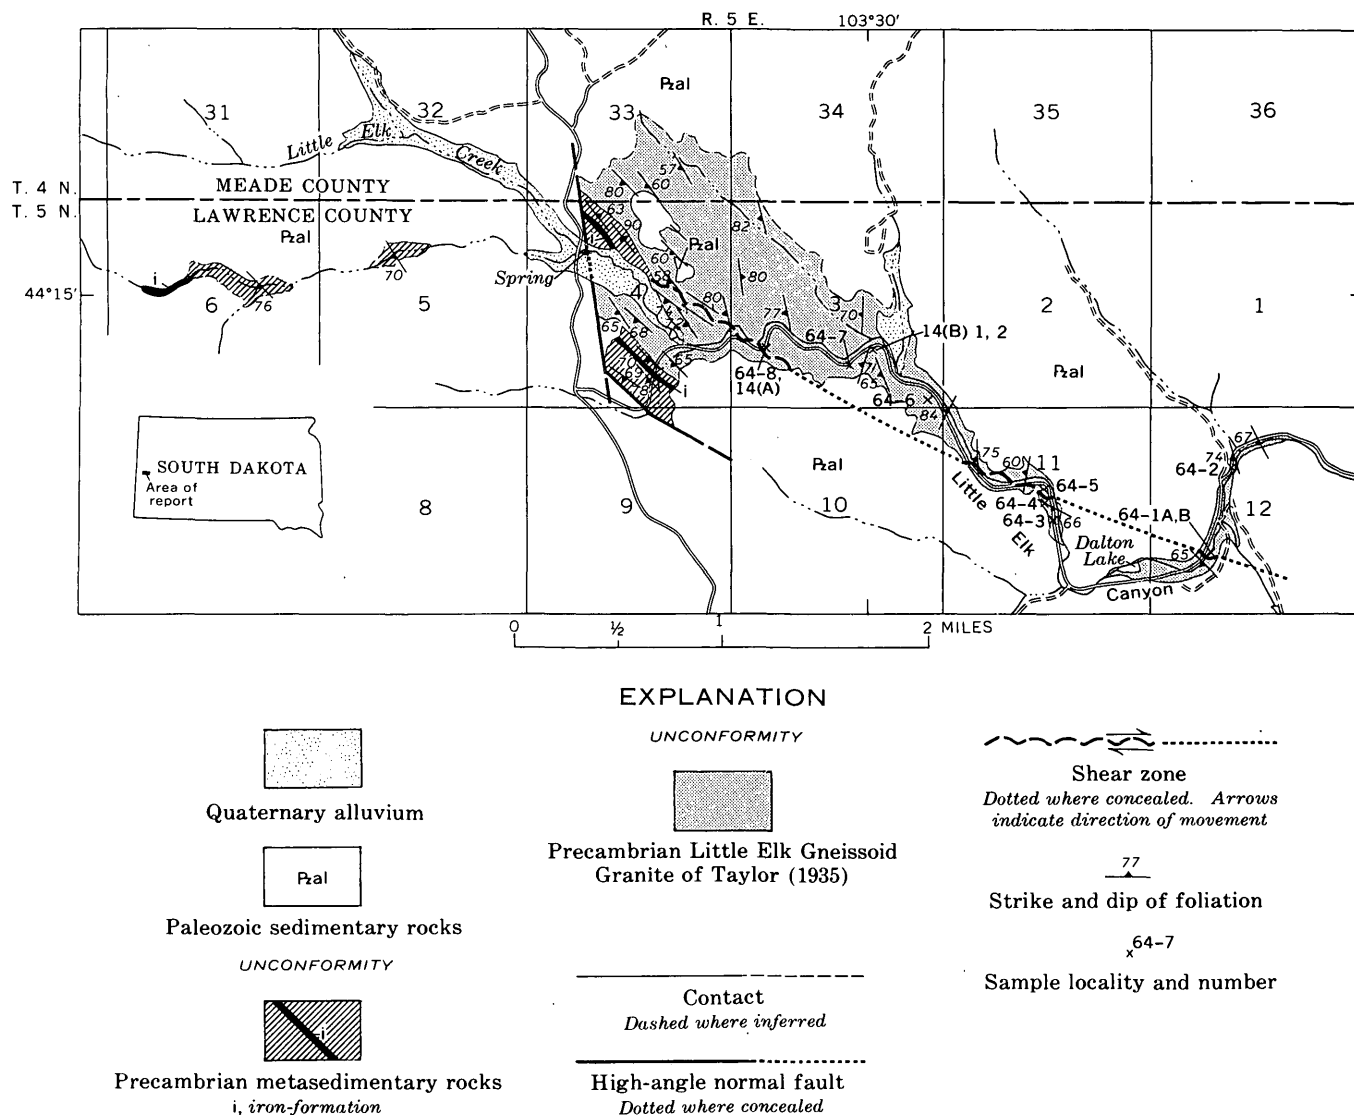 R. 5 E.
103°30'
Pzal
31
32
33
34
35
36
Little Elk Creek
57
80
60
T. 4 N.
MEADE COUNTY
T. 5 N.
LAWRENCE COUNTY
Pzal
63
90
82
Pzal
60
i
70
Spring
58
80
44°15'
6
76
5
4
80
77
3
70
2
1
65
68
64-7
14(B) 1, 2
Pzal
65
64-8,
14(A)
i
65
64-6
84
SOUTH DAKOTA
Area of
report
8
9
Pzal
10
75
60
11
64-5
64-4
64-3
66
67
74
64-2
64-1A,B
12
65
Little Elk
Dalton
Lake
Canyon
0 ½ 1 2 MILES
EXPLANATION
Quaternary alluvium
Pzal
Paleozoic sedimentary rocks
UNCONFORMITY
i
Precambrian metasedimentary rocks
i, iron-formation
UNCONFORMITY
Precambrian Little Elk Gneissoid
Granite of Taylor (1935)
Contact
Dashed where inferred
High-angle normal fault
Dotted where concealed
Shear zone
Dotted where concealed. Arrows
indicate direction of movement
77
Strike and dip of foliation
x 64-7
Sample locality and number